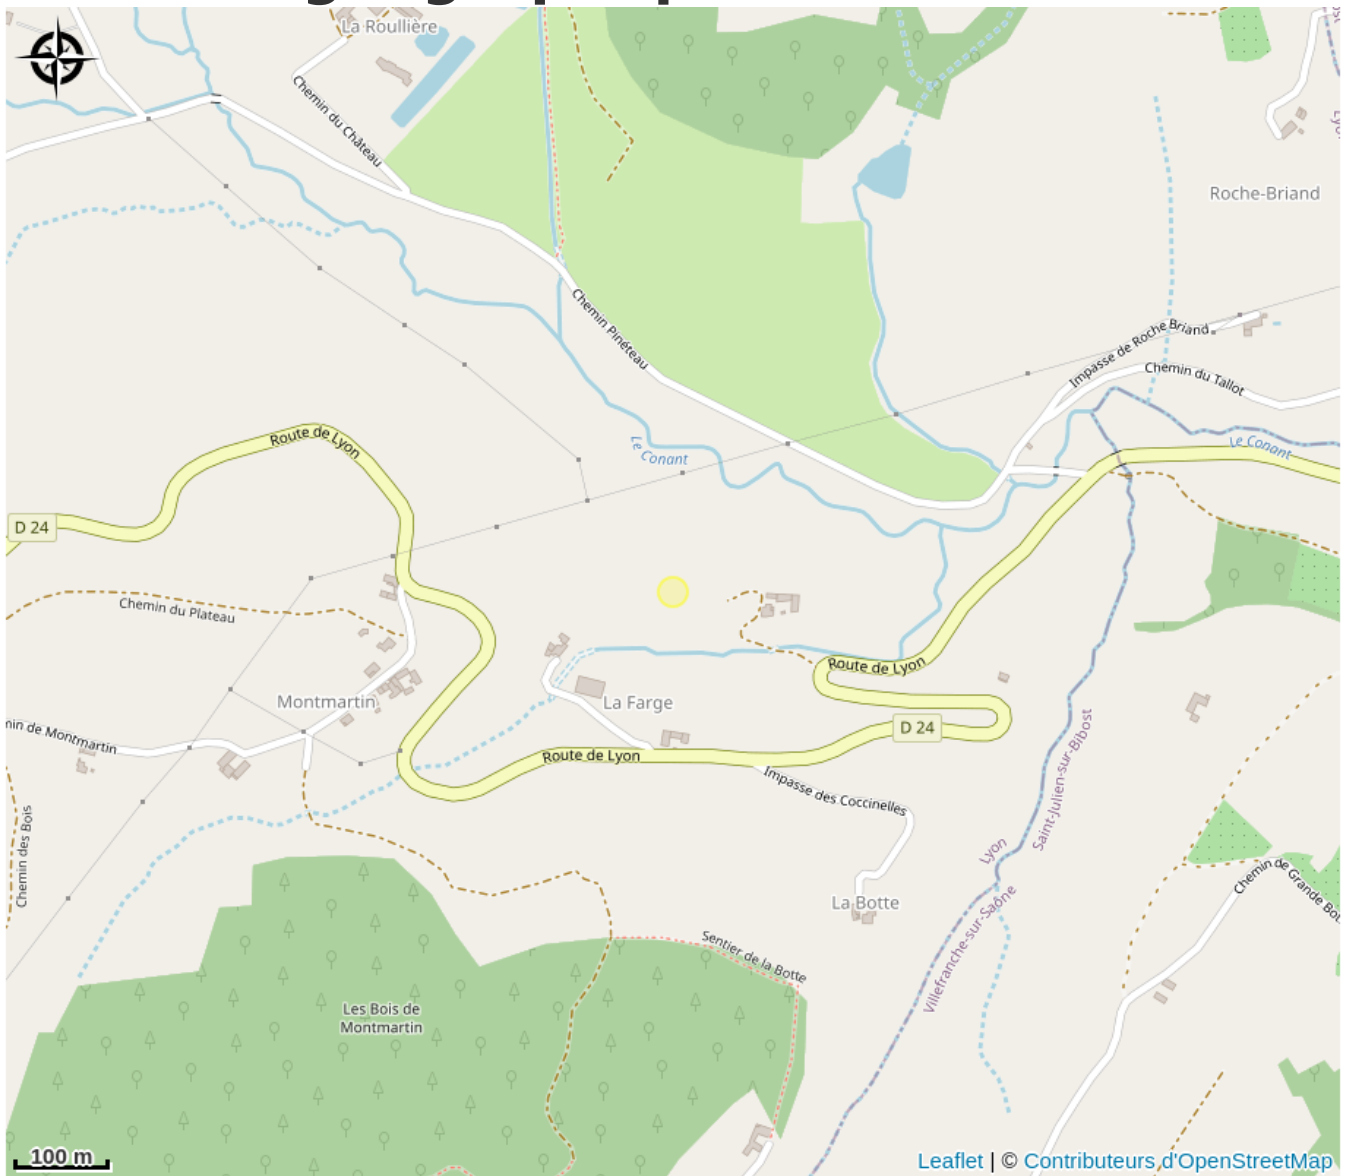 La Roullière
Chemin du Château
Roche-Briand
Chemin Pinéteau
Impasse de Roche Briand
Chemin du Tallot
Route de Lyon
Le Conant
Le Conant
D 24
Chemin du Plateau
Route de Lyon
Montmartin
La Farge
D 24
min de Montmartin
Route de Lyon
Impasse des Coccinelles
Saint-Julien-sur-Bibost
Chemin des Bois
Lyon
Villefranche-sur-Saône
Chemin de Grande Bo
La Botte
Sentier de la Botte
Les Bois de
Montmartin
100 m
Leaflet | © Contributeurs d'OpenStreetMap